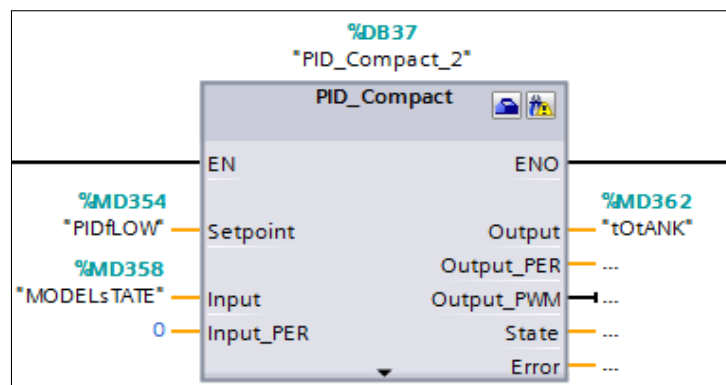 %DB37
"PID_Compact_2"
PID_Compact
EN ENO
%MD354 %MD362
"PIDfLOW" Setpoint Output "tOtANK"
%MD358 Output_PER ...
"MODELsTATE" Input Output_PWM ...
0 Input_PER State ...
Error ...